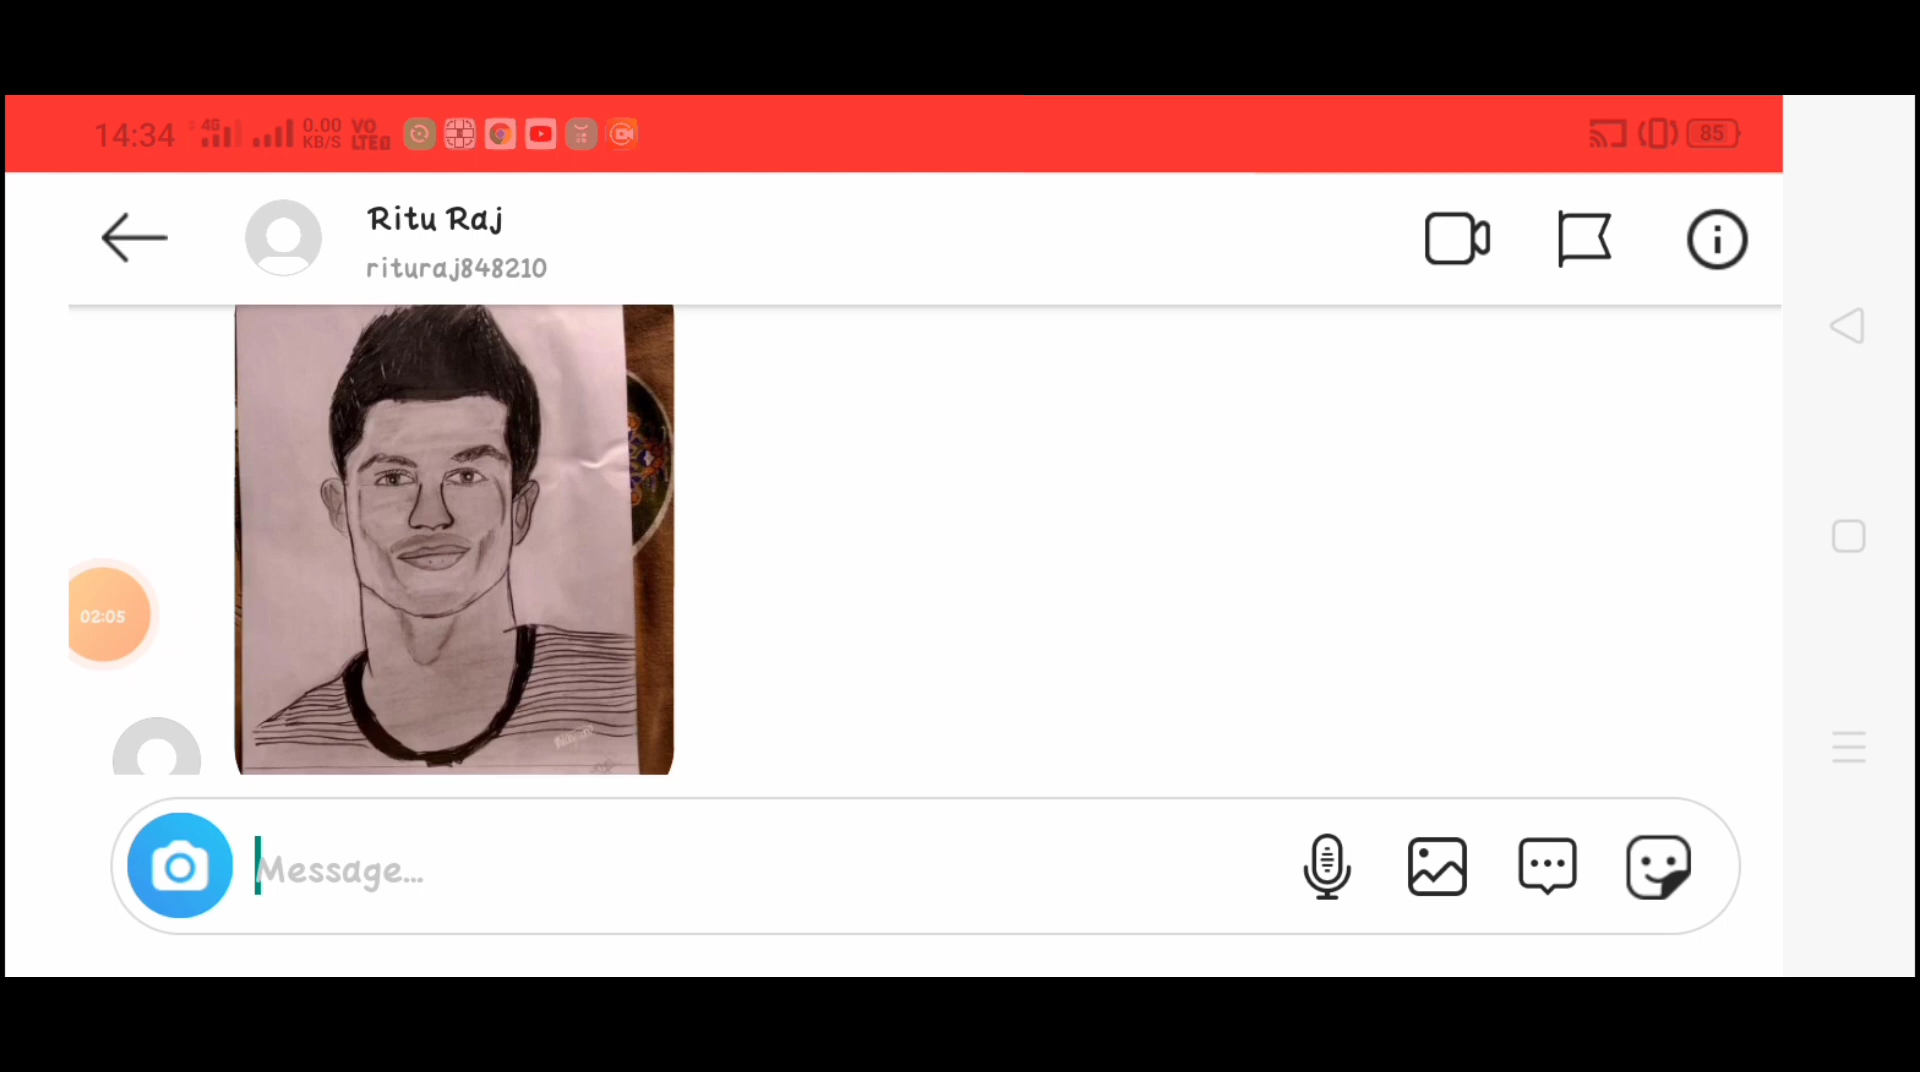 14:34 4G 0.00 KB/S VO LTE 85
Ritu Raj
rituraj848210
02:05
Message...